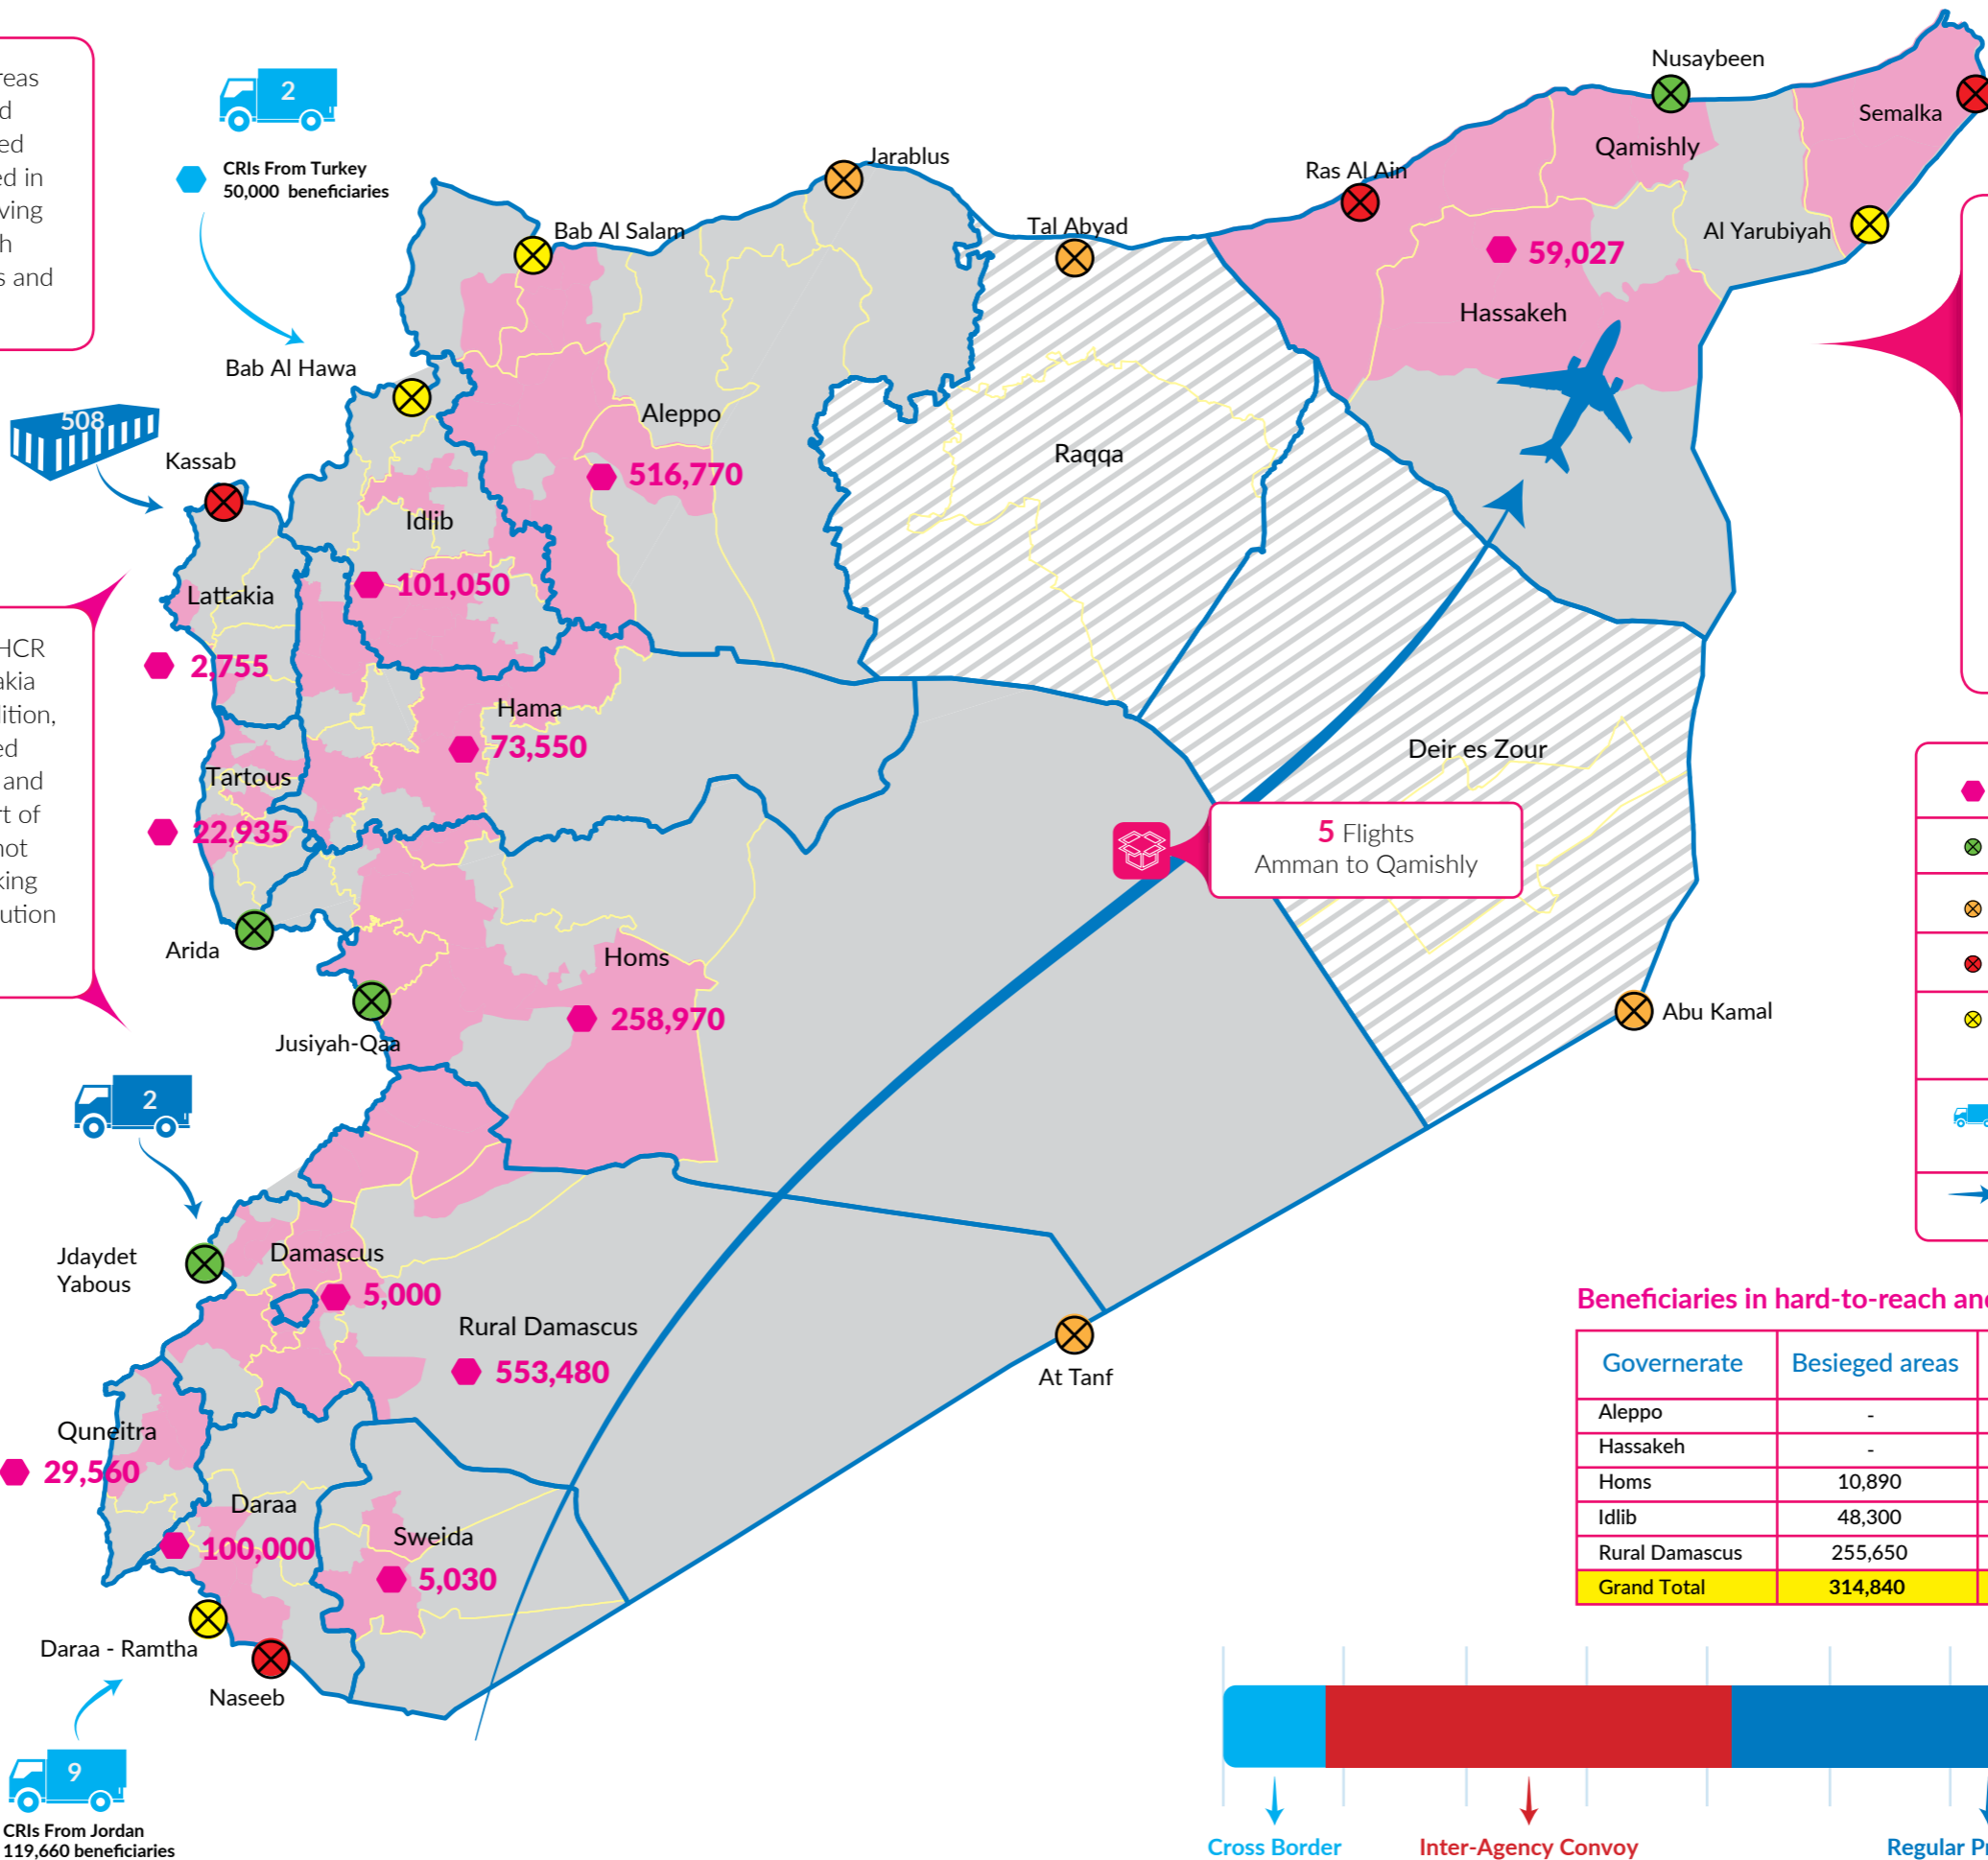 and
2
CRIs From Turkey
50,000 beneficiaries
Bab Al Hawa
508
Kassab
Lattakia
2,755
Tartous
22,935
Arida
Jusiyah-Qaa
2
Jdaydet
Yabous
Quneitra
29,560
Daraa
100,000
Daraa - Ramtha
Naseeb
9
CRIs From Jordan
119,660 beneficiaries
Bab Al Salam
Jarablus
Tal Abyad
Ras Al Ain
Nusaybeen
Qamishly
Semalka
Al Yarubiyah
59,027
Hassakeh
Aleppo
516,770
Idlib
101,050
Raqqa
Hama
73,550
Deir es Zour
5 Flights
Amman to Qamishly
Homs
258,970
Abu Kamal
Damascus
5,000
Rural Damascus
553,480
At Tanf
Sweida
5,030
and
of
not
Beneficiaries in hard-to-reach
Governerate Besieged areas
Aleppo -
Hassakeh -
Homs 10,890
Idlib 48,300
Rural Damascus 255,650
Grand Total 314,840
Cross Border
Inter-Agency Convoy
Regular